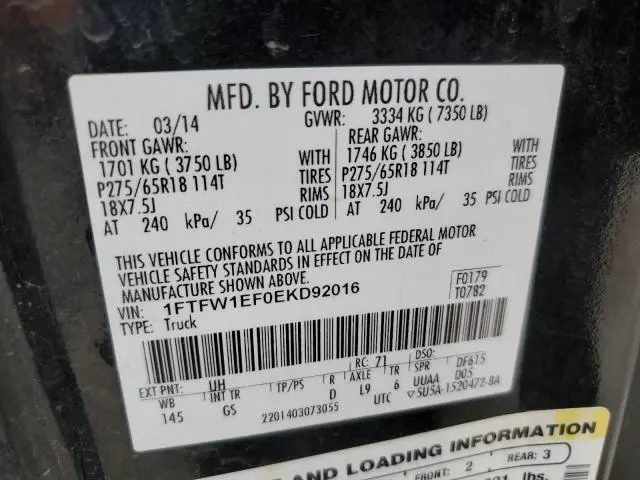 MFD. BY FORD MOTOR CO.
DATE: 03/14 GVWR: 3334 KG ( 7350 LB)
FRONT GAWR: REAR GAWR:
1701 KG ( 3750 LB) WITH 1746 KG ( 3850 LB) WITH
P275/65R18 114T TIRES P275/65R18 114T TIRES
18X7.5J RIMS 18X7.5J RIMS
AT 240 kPa/ 35 PSI COLD AT 240 kPa/ 35 PSI COLD
THIS VEHICLE CONFORMS TO ALL APPLICABLE FEDERAL MOTOR
VEHICLE SAFETY STANDARDS IN EFFECT ON THE DATE OF
MANUFACTURE SHOWN ABOVE.
VIN: 1FTFW1EF0EKD92016 F0179
TYPE: Truck T0782
EXT PNT: UH RC: 71 DSO:
WB INT TR TP/PS R AXLE TR SPR DF615
145 GS D L9 6 UUAA D05
2201403073055 UTC ▽5U5A-1520472-BA
AND LOADING INFORMATION
FRONT: 2 REAR: 3
lbs.